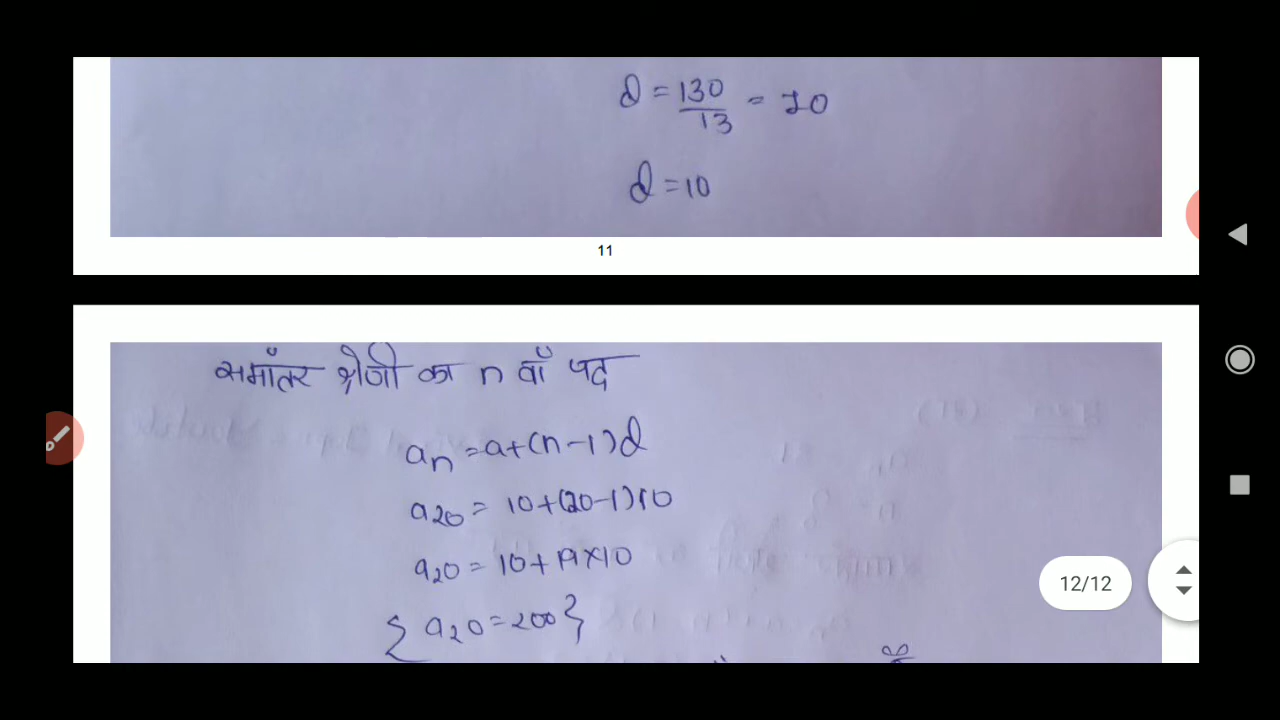 d = 130/13 = 10
d = 10
11
समाँतर श्रेणी का n वाँ पद
an = a+(n-1)d
a20 = 10+(20-1)10
a20 = 10+19×10
{ a20 = 200 }
12/12